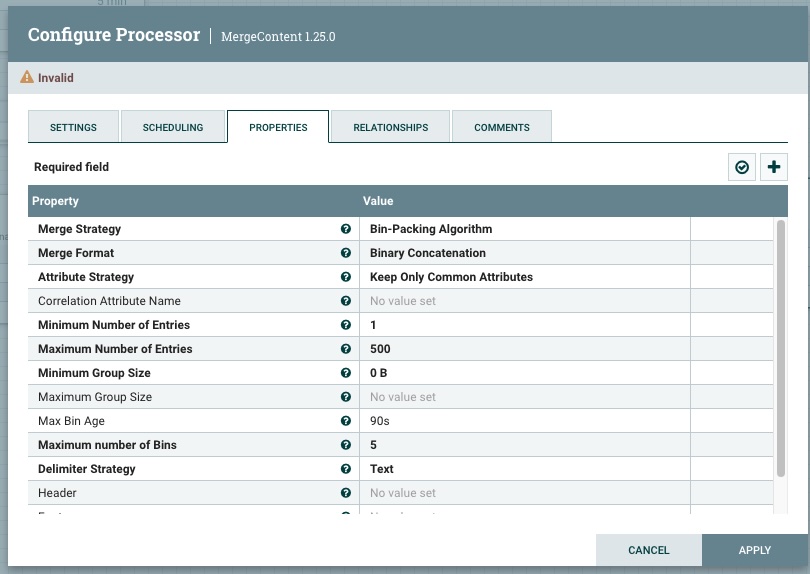 5 min
Configure Processor | MergeContent 1.25.0
Invalid
SETTINGS SCHEDULING PROPERTIES RELATIONSHIPS COMMENTS
Required field
Property Value
Merge Strategy Bin-Packing Algorithm
Merge Format Binary Concatenation
Attribute Strategy Keep Only Common Attributes
Correlation Attribute Name No value set
Minimum Number of Entries 1
Maximum Number of Entries 500
Minimum Group Size 0 B
Maximum Group Size No value set
Max Bin Age 90s
Maximum number of Bins 5
Delimiter Strategy Text
Header No value set
CANCEL APPLY